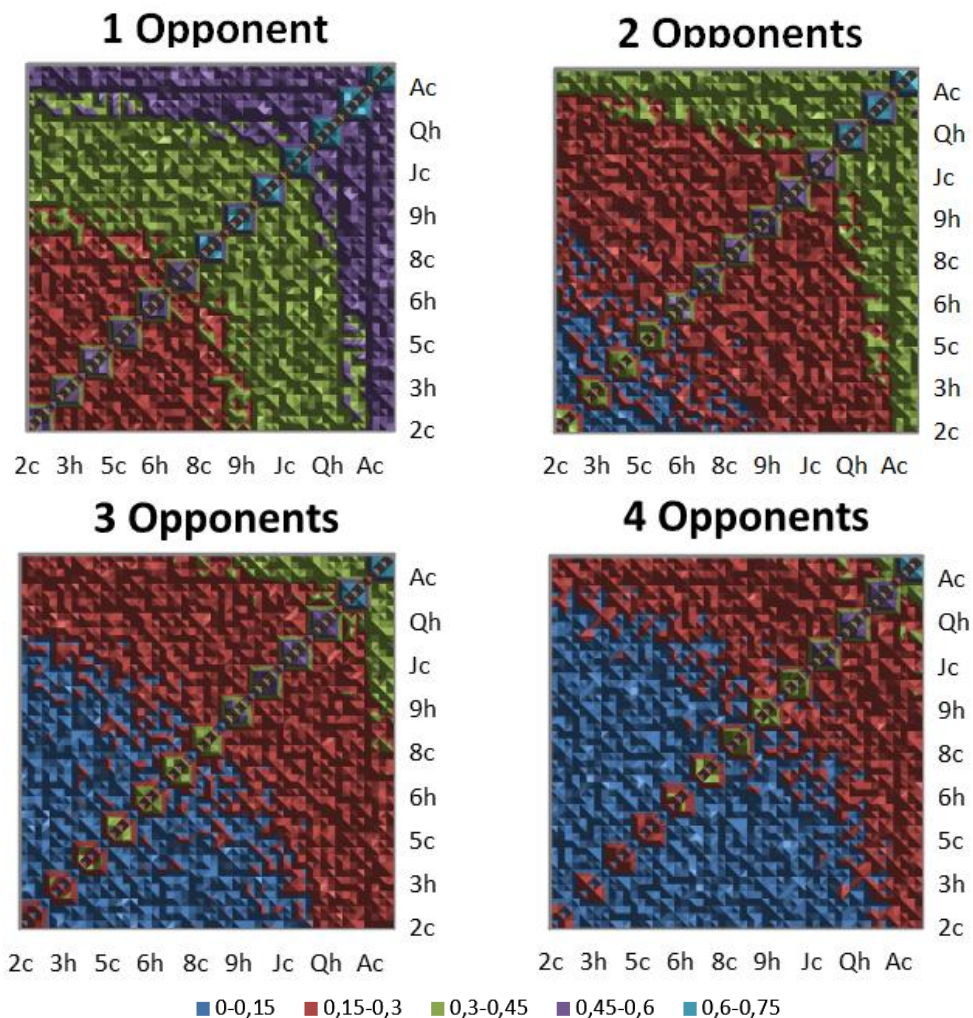 1 Opponent
Ac
Qh
Jc
9h
8c
6h
5c
3h
2c
2c 3h 5c 6h 8c 9h Jc Qh Ac
2 Opponents
Ac
Qh
Jc
9h
8c
6h
5c
3h
2c
2c 3h 5c 6h 8c 9h Jc Qh Ac
3 Opponents
Ac
Qh
Jc
9h
8c
6h
5c
3h
2c
2c 3h 5c 6h 8c 9h Jc Qh Ac
4 Opponents
Ac
Qh
Jc
9h
8c
6h
5c
3h
2c
2c 3h 5c 6h 8c 9h Jc Qh Ac
0-0,15 0,15-0,3 0,3-0,45 0,45-0,6 0,6-0,75